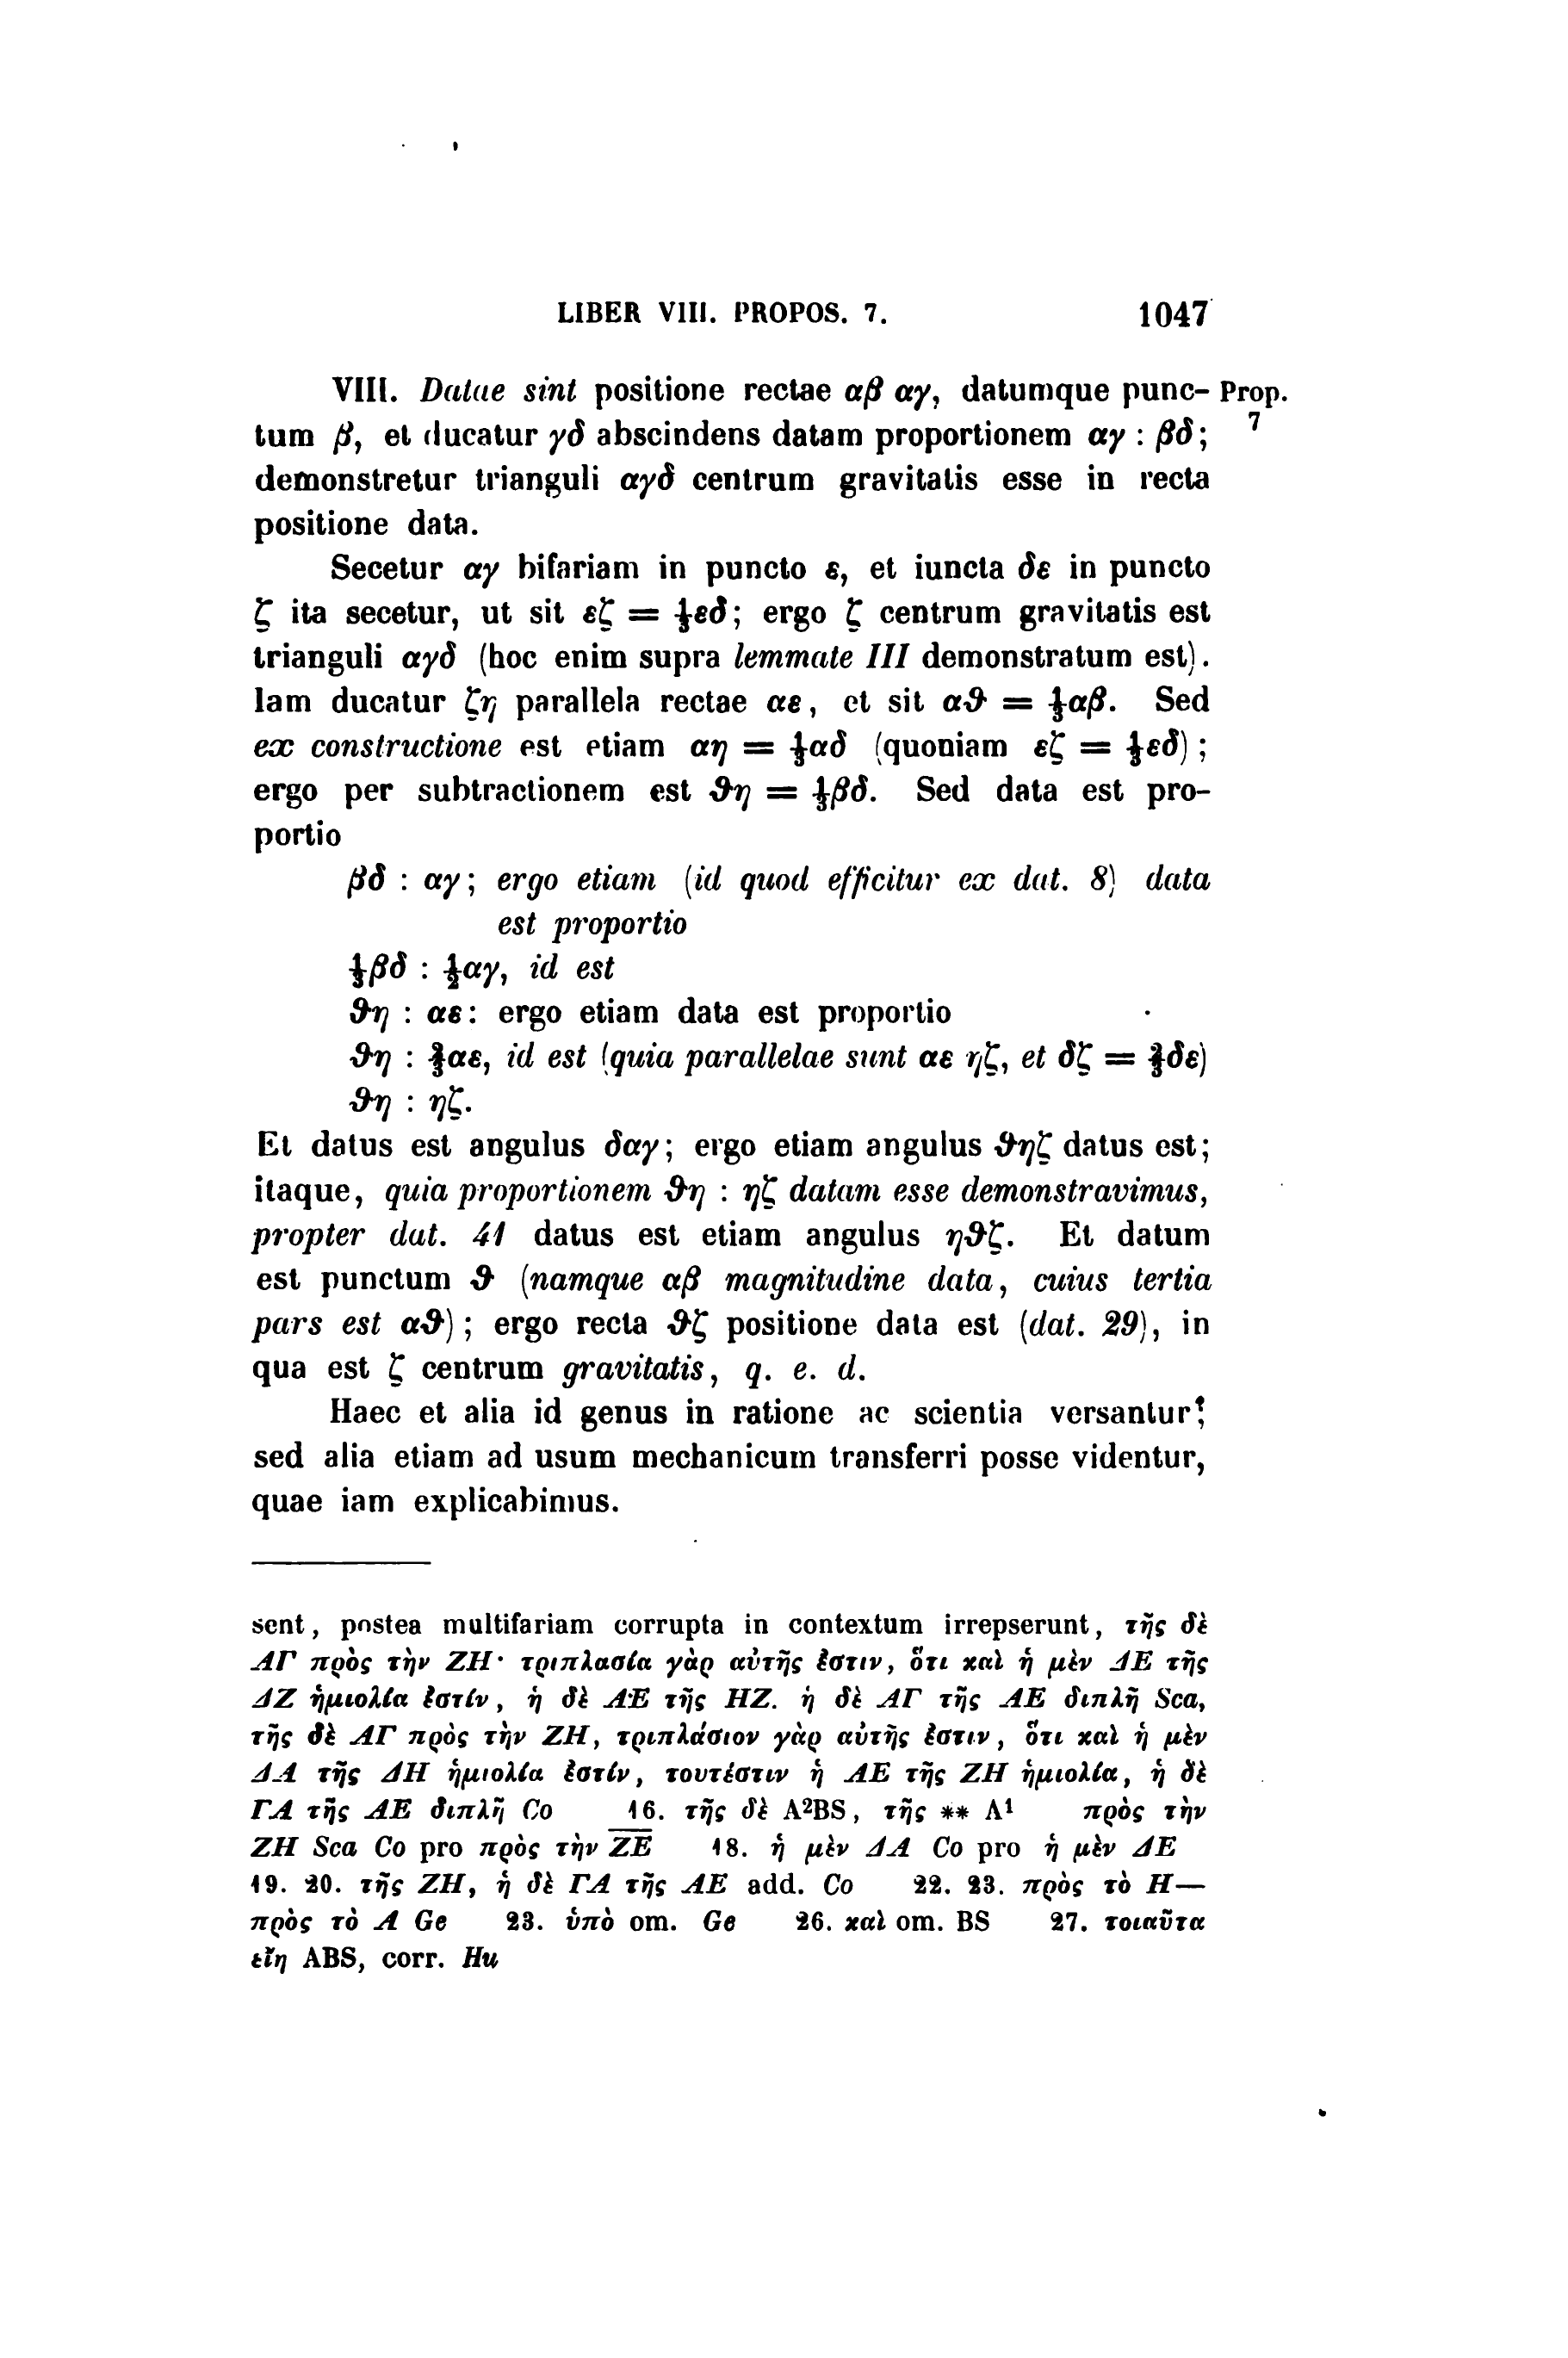 LIBER VIII. PROPOS. 7. 1047
VIII. Datae sint positione rectae αβ αγ, datumque punc- Prop. 7
tum β, et ducatur γδ abscindens datam proportionem αγ : βδ;
demonstretur trianguli αγδ centrum gravitatis esse in recta
positione data.
Secetur αγ bifariam in puncto ε, et iuncta δε in puncto
ζ ita secetur, ut sit εζ = ⅓εδ; ergo ζ centrum gravitatis est
trianguli αγδ (hoc enim supra lemmate III demonstratum est).
Iam ducatur ζη parallela rectae αε, et sit αϑ = ⅓αβ. Sed
ex constructione est etiam αη = ⅓αδ (quoniam εζ = ⅓εδ);
ergo per subtractionem est ϑη = ⅓βδ. Sed data est pro-
portio
βδ : αγ; ergo etiam (id quod efficitur ex dat. 8) data
est proportio
⅓βδ : ½αγ, id est
ϑη : αε: ergo etiam data est proportio
ϑη : ⅔αε, id est (quia parallelae sunt αε ηζ, et δζ = ⅔δε)
ϑη : ηζ.
Et datus est angulus δαγ; ergo etiam angulus ϑηζ datus est;
itaque, quia proportionem ϑη : ηζ datam esse demonstravimus,
propter dat. 41 datus est etiam angulus ηϑζ. Et datum
est punctum ϑ (namque αβ magnitudine data, cuius tertia
pars est αϑ); ergo recta ϑζ positione data est (dat. 29), in
qua est ζ centrum gravitatis, q. e. d.
Haec et alia id genus in ratione ac scientia versantur;
sed alia etiam ad usum mechanicum transferri posse videntur,
quae iam explicabimus.
sent, postea multifariam corrupta in contextum irrepserunt, τῆς δὲ
ΑΓ πρὸς τὴν ΖΗ· τριπλασία γὰρ αὐτῆς ἐστιν, ὅτι καὶ ἡ μὲν ΔΕ τῆς
ΔΖ ἡμιολία ἐστίν, ἡ δὲ ΑΕ τῆς ΗΖ. ἡ δὲ ΑΓ τῆς ΑΕ διπλῆ Sca,
τῆς δὲ ΑΓ πρὸς τὴν ΖΗ, τριπλάσιον γὰρ αὐτῆς ἐστιν, ὅτι καὶ ἡ μὲν
ΔΑ τῆς ΔΗ ἡμιολία ἐστίν, τουτέστιν ἡ ΑΕ τῆς ΖΗ ἡμιολία, ἡ δὲ
ΓΑ τῆς ΑΕ διπλῆ Co 16. τῆς δὲ A²BS, τῆς ** A¹ πρὸς τὴν
ΖΗ Sca Co pro πρὸς τὴν Z̅E̅ 18. ἡ μὲν ΔΑ Co pro ἡ μὲν ΔΕ
19. 20. τῆς ΖΗ, ἡ δὲ ΓΑ τῆς ΑΕ add. Co 22. 23. πρὸς τὸ Η—
πρὸς τὸ Α Ge 23. ὑπὸ om. Ge 26. καὶ om. BS 27. τοιαῦτα
εἴη ABS, corr. Hu